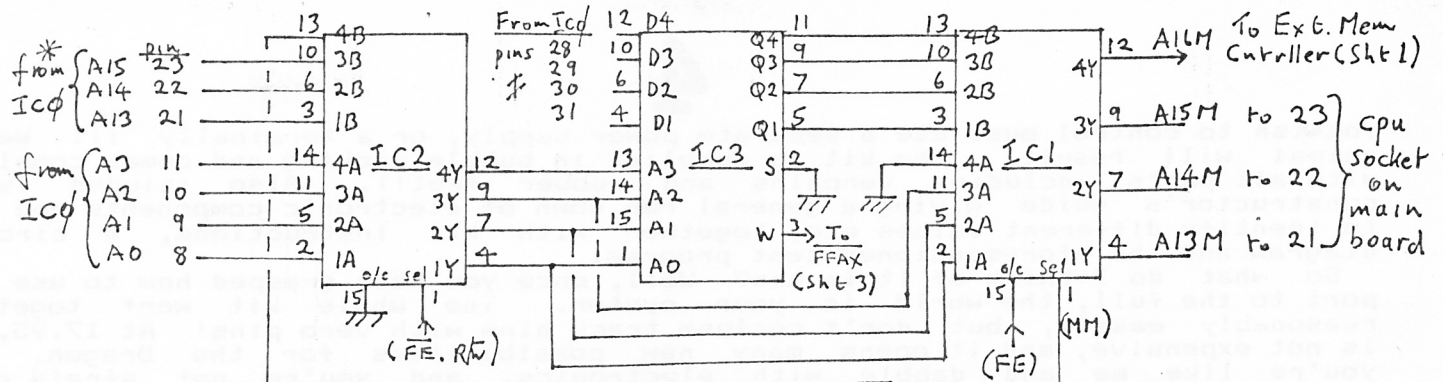 from * ICø
A15 pin 23
A14 22
A13 21
from ICø
A3 11
A2 10
A1 9
A0 8
13 4B
10 3B
6 2B
3 1B
14 4A
11 3A
5 2A
2 1A
IC2
4Y 12
3Y 9
2Y 7
1Y 4
o/c sel
15 1
(FE. R/W)
From ICø
pins 28
29
30
31
12 D4
10 D3
6 D2
4 D1
13 A3
14 A2
15 A1
1 A0
IC3
Q4 11
Q3 9
Q2 7
Q1 5
S 2
W 3
To FFAX (Sht 3)
13 4B
10 3B
6 2B
3 1B
14 4A
11 3A
5 2A
2 1A
IC1
4Y 12 A16M
To Ext. Mem Cntrller (Sht 1)
3Y 9 A15M to 23
2Y 7 A14M to 22
1Y 4 A13M to 21
cpu socket on main board
o/c sel
15 1
(FE)
(MM)